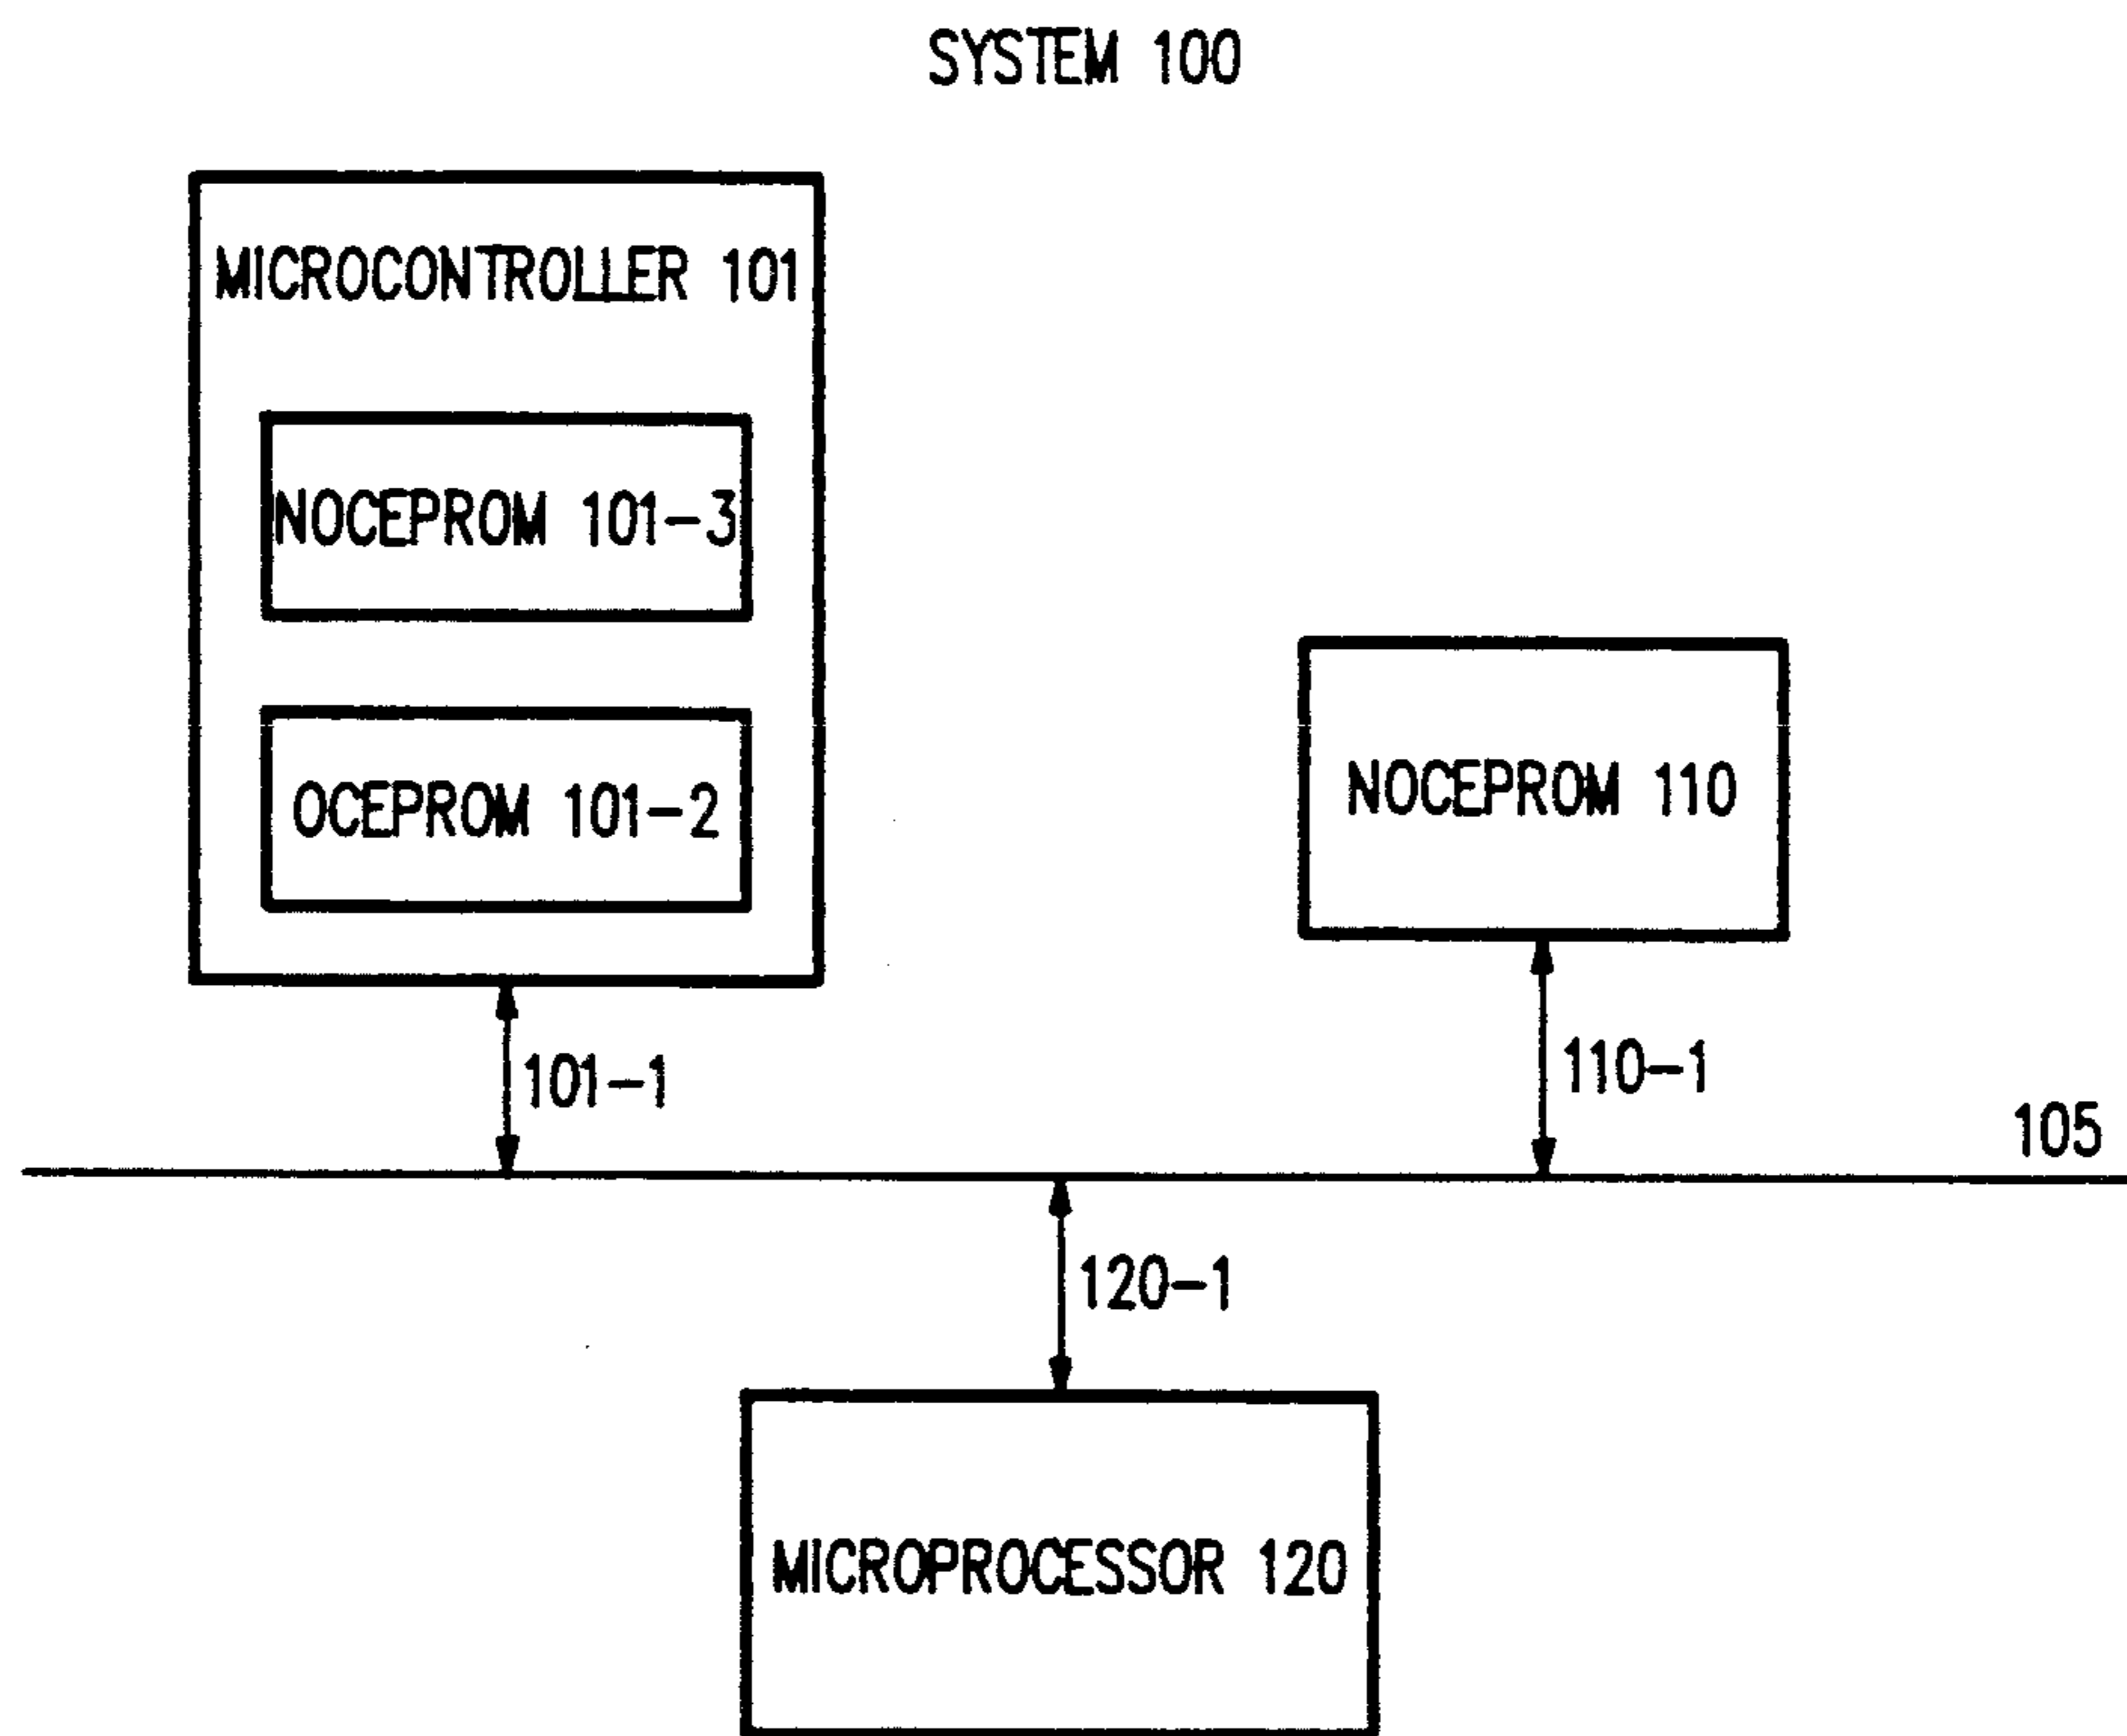 SYSTEM 100
MICROCONTROLLER 101
NOCEPROM 101-3
OCEPROM 101-2
NOCEPROM 110
101-1
110-1
105
120-1
MICROPROCESSOR 120